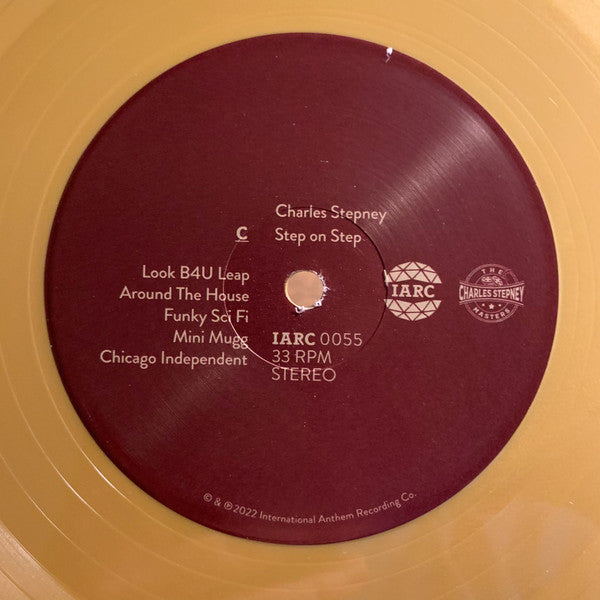 Charles Stepney
Step on Step
C
Look B4U Leap
Around The House
Funky Sci Fi
Mini Mugg
Chicago Independent
IARC 0055
33 RPM
STEREO
IARC
THE
CHARLES STEPNEY
MASTERS
© & ℗ 2022 International Anthem Recording Co.